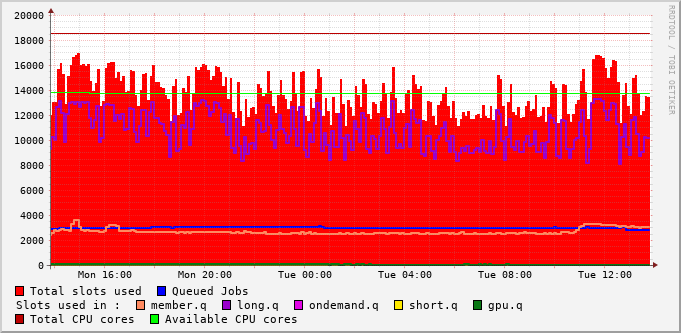 20000
18000
16000
14000
12000
10000
8000
6000
4000
2000
0
Mon 16:00 Mon 20:00 Tue 00:00 Tue 04:00 Tue 08:00 Tue 12:00
RRDTOOL / TOBI OETIKER
Total slots used Queued Jobs
Slots used in : member.q long.q ondemand.q short.q gpu.q
Total CPU cores Available CPU cores